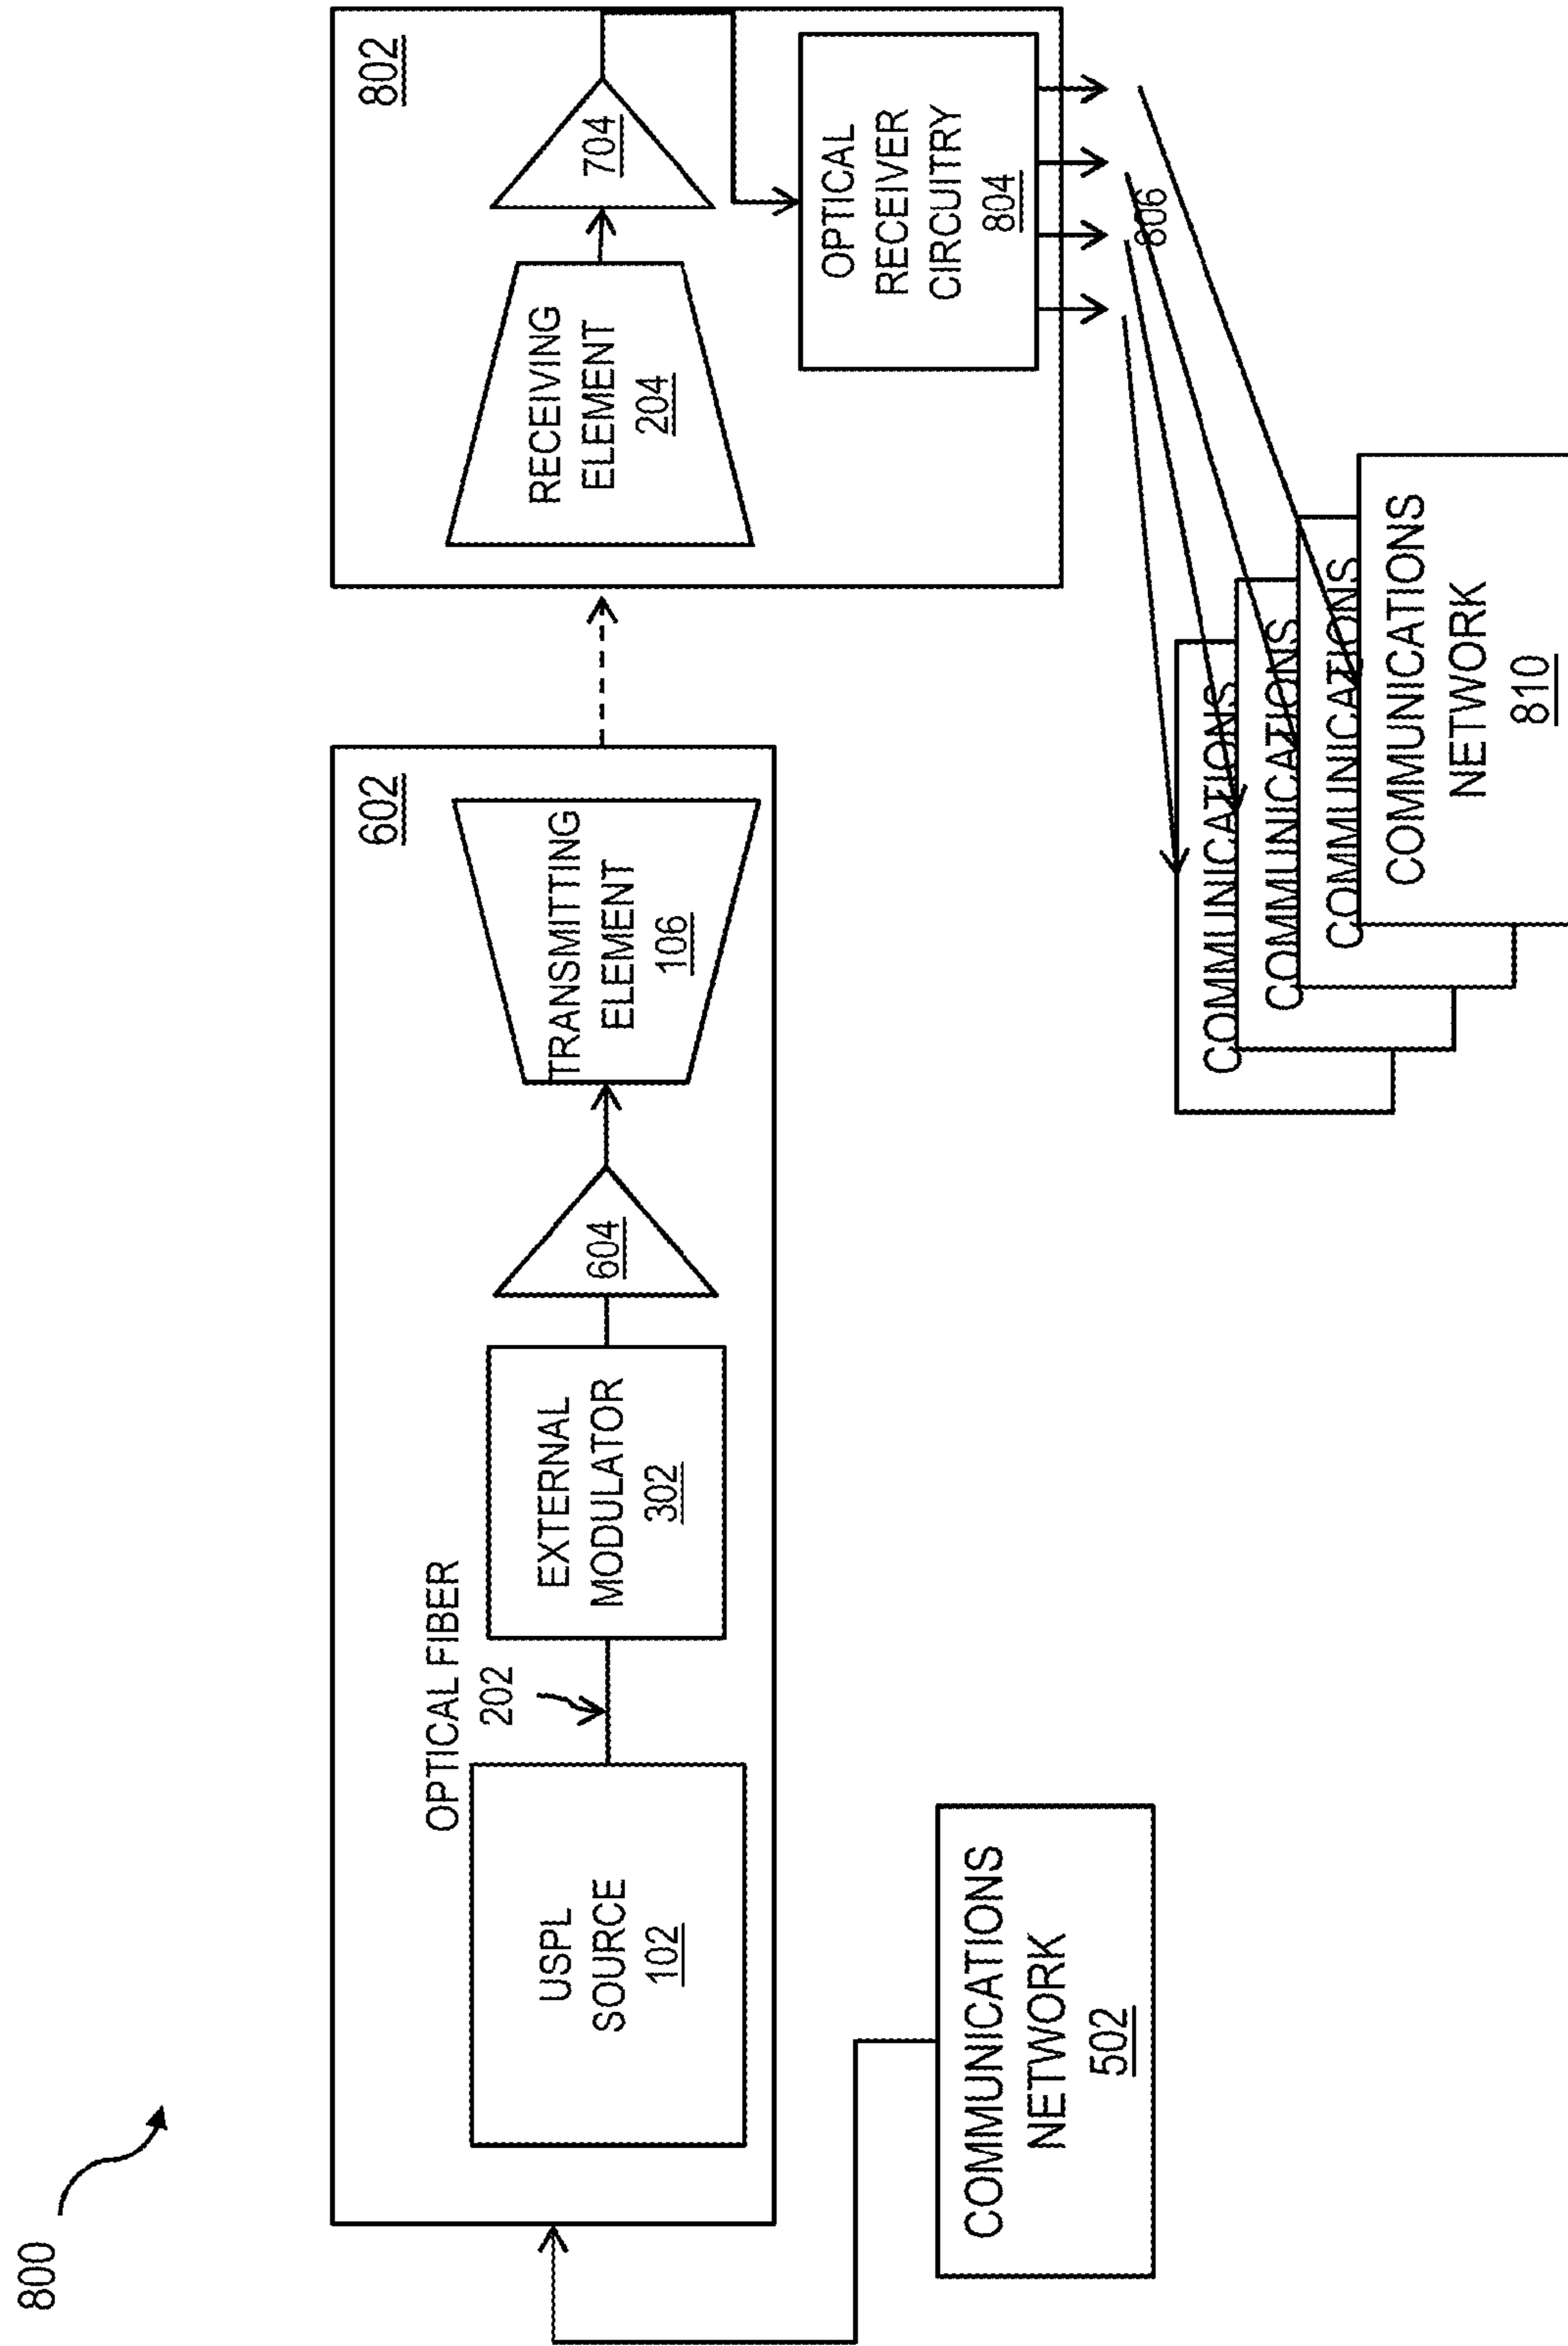 800
OPTICAL FIBER
202
USPL
SOURCE
102
EXTERNAL
MODULATOR
302
604
TRANSMITTING
ELEMENT
106
602
RECEIVING
ELEMENT
204
704
802
OPTICAL
RECEIVER
CIRCUITRY
804
806
COMMUNICATIONS
NETWORK
502
COMMUNICATIONS
COMMUNICATIONS
COMMUNICATIONS
COMMUNICATIONS
NETWORK
810